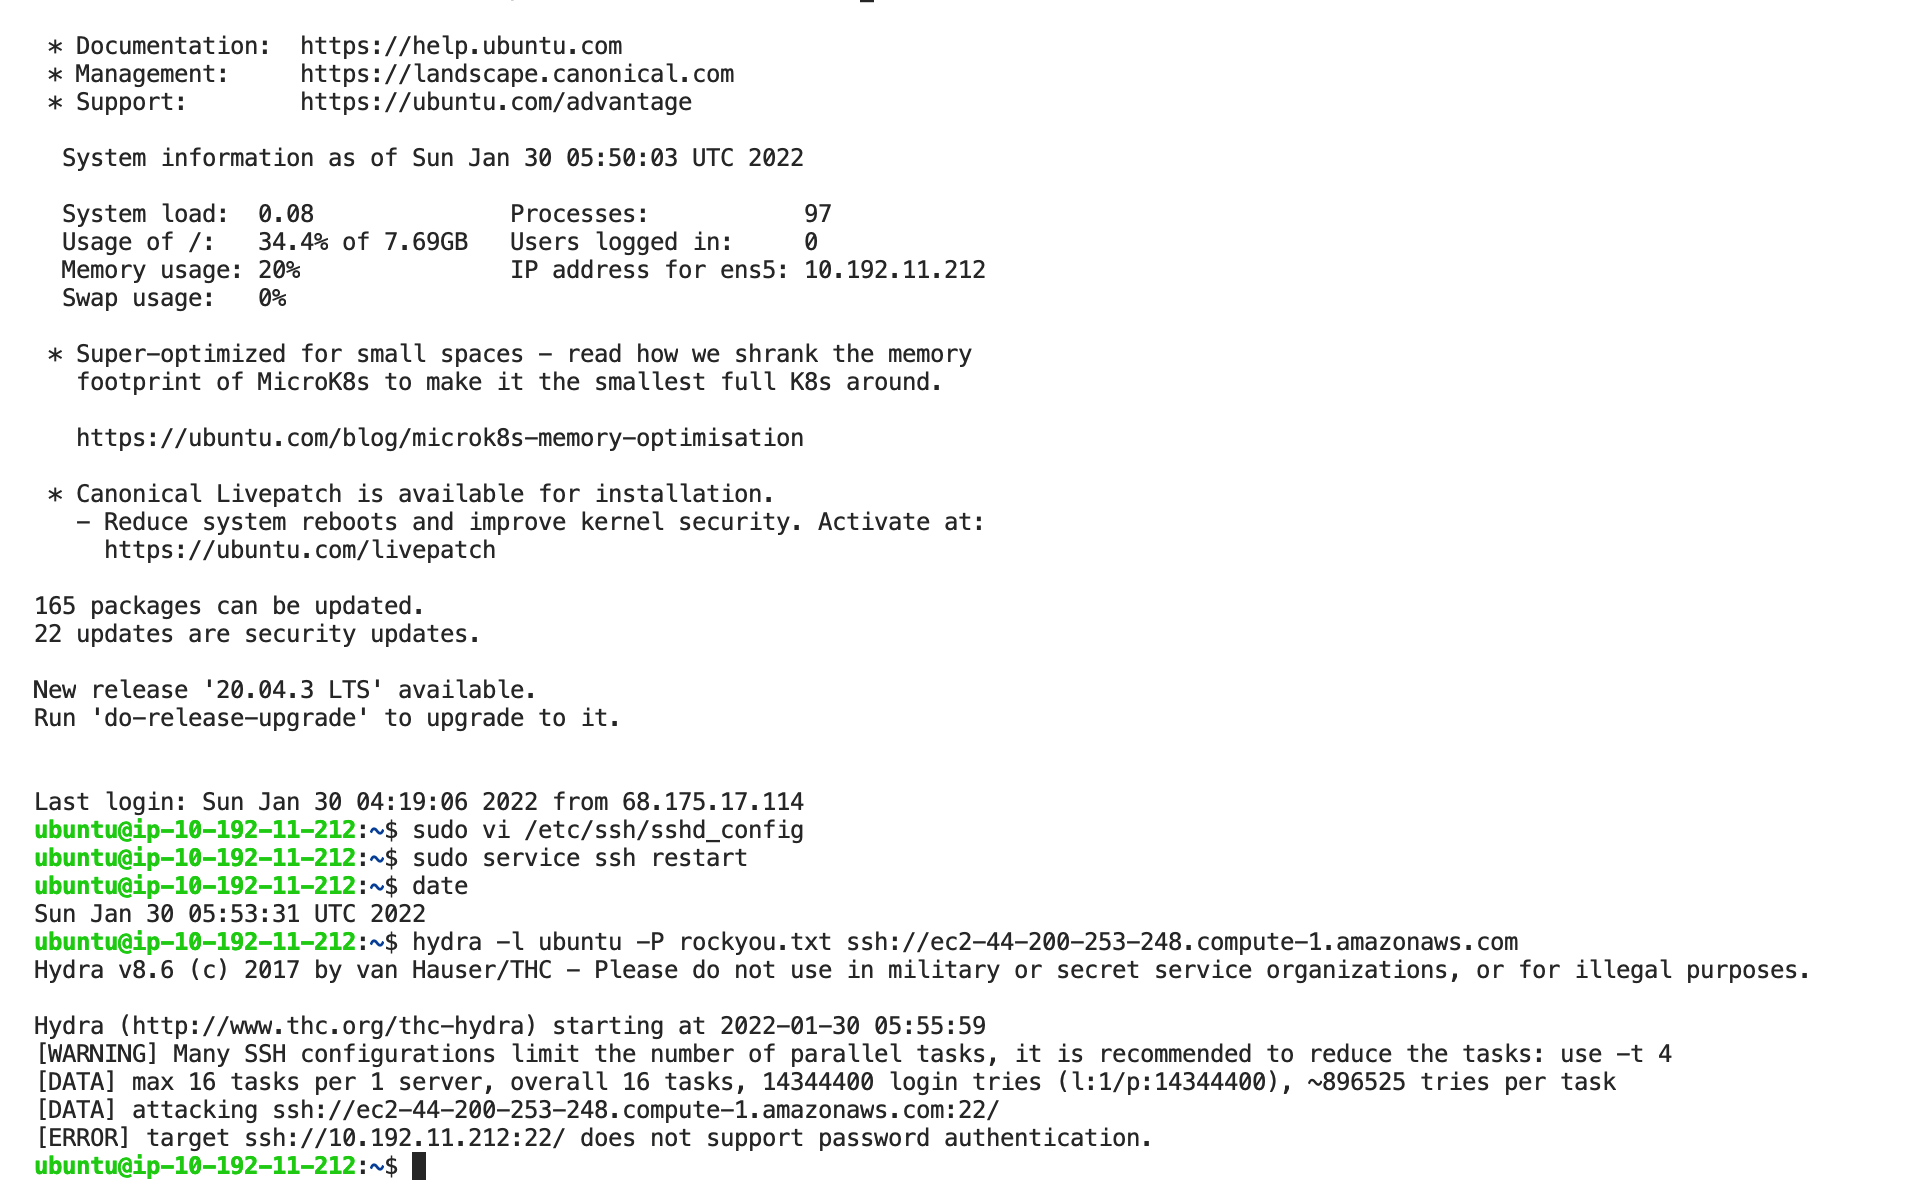 * Documentation:  https://help.ubuntu.com
* Management:     https://landscape.canonical.com
* Support:        https://ubuntu.com/advantage
System information as of Sun Jan 30 05:50:03 UTC 2022
System load:  0.08              Processes:           97
Usage of /:   34.4% of 7.69GB   Users logged in:     0
Memory usage: 20%               IP address for ens5: 10.192.11.212
Swap usage:   0%
* Super-optimized for small spaces - read how we shrank the memory
footprint of MicroK8s to make it the smallest full K8s around.
https://ubuntu.com/blog/microk8s-memory-optimisation
* Canonical Livepatch is available for installation.
- Reduce system reboots and improve kernel security. Activate at:
https://ubuntu.com/livepatch
165 packages can be updated.
22 updates are security updates.
New release '20.04.3 LTS' available.
Run 'do-release-upgrade' to upgrade to it.
Last login: Sun Jan 30 04:19:06 2022 from 68.175.17.114
ubuntu@ip-10-192-11-212:~$ sudo vi /etc/ssh/sshd_config
ubuntu@ip-10-192-11-212:~$ sudo service ssh restart
ubuntu@ip-10-192-11-212:~$ date
Sun Jan 30 05:53:31 UTC 2022
ubuntu@ip-10-192-11-212:~$ hydra -l ubuntu -P rockyou.txt ssh://ec2-44-200-253-248.compute-1.amazonaws.com
Hydra v8.6 (c) 2017 by van Hauser/THC - Please do not use in military or secret service organizations, or for illegal purposes.
Hydra (http://www.thc.org/thc-hydra) starting at 2022-01-30 05:55:59
[WARNING] Many SSH configurations limit the number of parallel tasks, it is recommended to reduce the tasks: use -t 4
[DATA] max 16 tasks per 1 server, overall 16 tasks, 14344400 login tries (l:1/p:14344400), ~896525 tries per task
[DATA] attacking ssh://ec2-44-200-253-248.compute-1.amazonaws.com:22/
[ERROR] target ssh://10.192.11.212:22/ does not support password authentication.
ubuntu@ip-10-192-11-212:~$